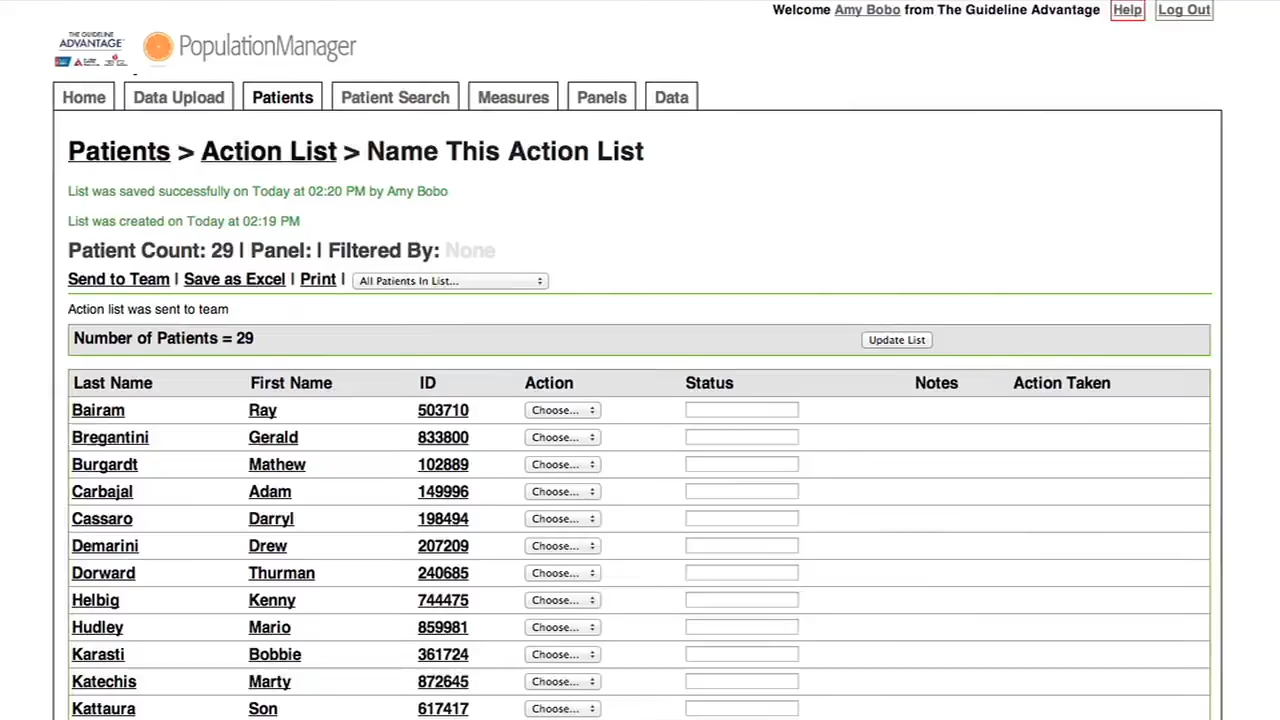 Welcome Amy Bobo from The Guideline Advantage Help Log Out
THE GUIDELINE
ADVANTAGE
PopulationManager
Home Data Upload Patients Patient Search Measures Panels Data
Patients > Action List > Name This Action List
List was saved successfully on Today at 02:20 PM by Amy Bobo
List was created on Today at 02:19 PM
Patient Count: 29 | Panel: | Filtered By: None
Send to Team | Save as Excel | Print | All Patients In List...
Action list was sent to team
Number of Patients = 29 Update List
Last Name First Name ID Action Status Notes Action Taken
Bairam Ray 503710 Choose...
Bregantini Gerald 833800 Choose...
Burgardt Mathew 102889 Choose...
Carbajal Adam 149996 Choose...
Cassaro Darryl 198494 Choose...
Demarini Drew 207209 Choose...
Dorward Thurman 240685 Choose...
Helbig Kenny 744475 Choose...
Hudley Mario 859981 Choose...
Karasti Bobbie 361724 Choose...
Katechis Marty 872645 Choose...
Kattaura Son 617417 Choose...